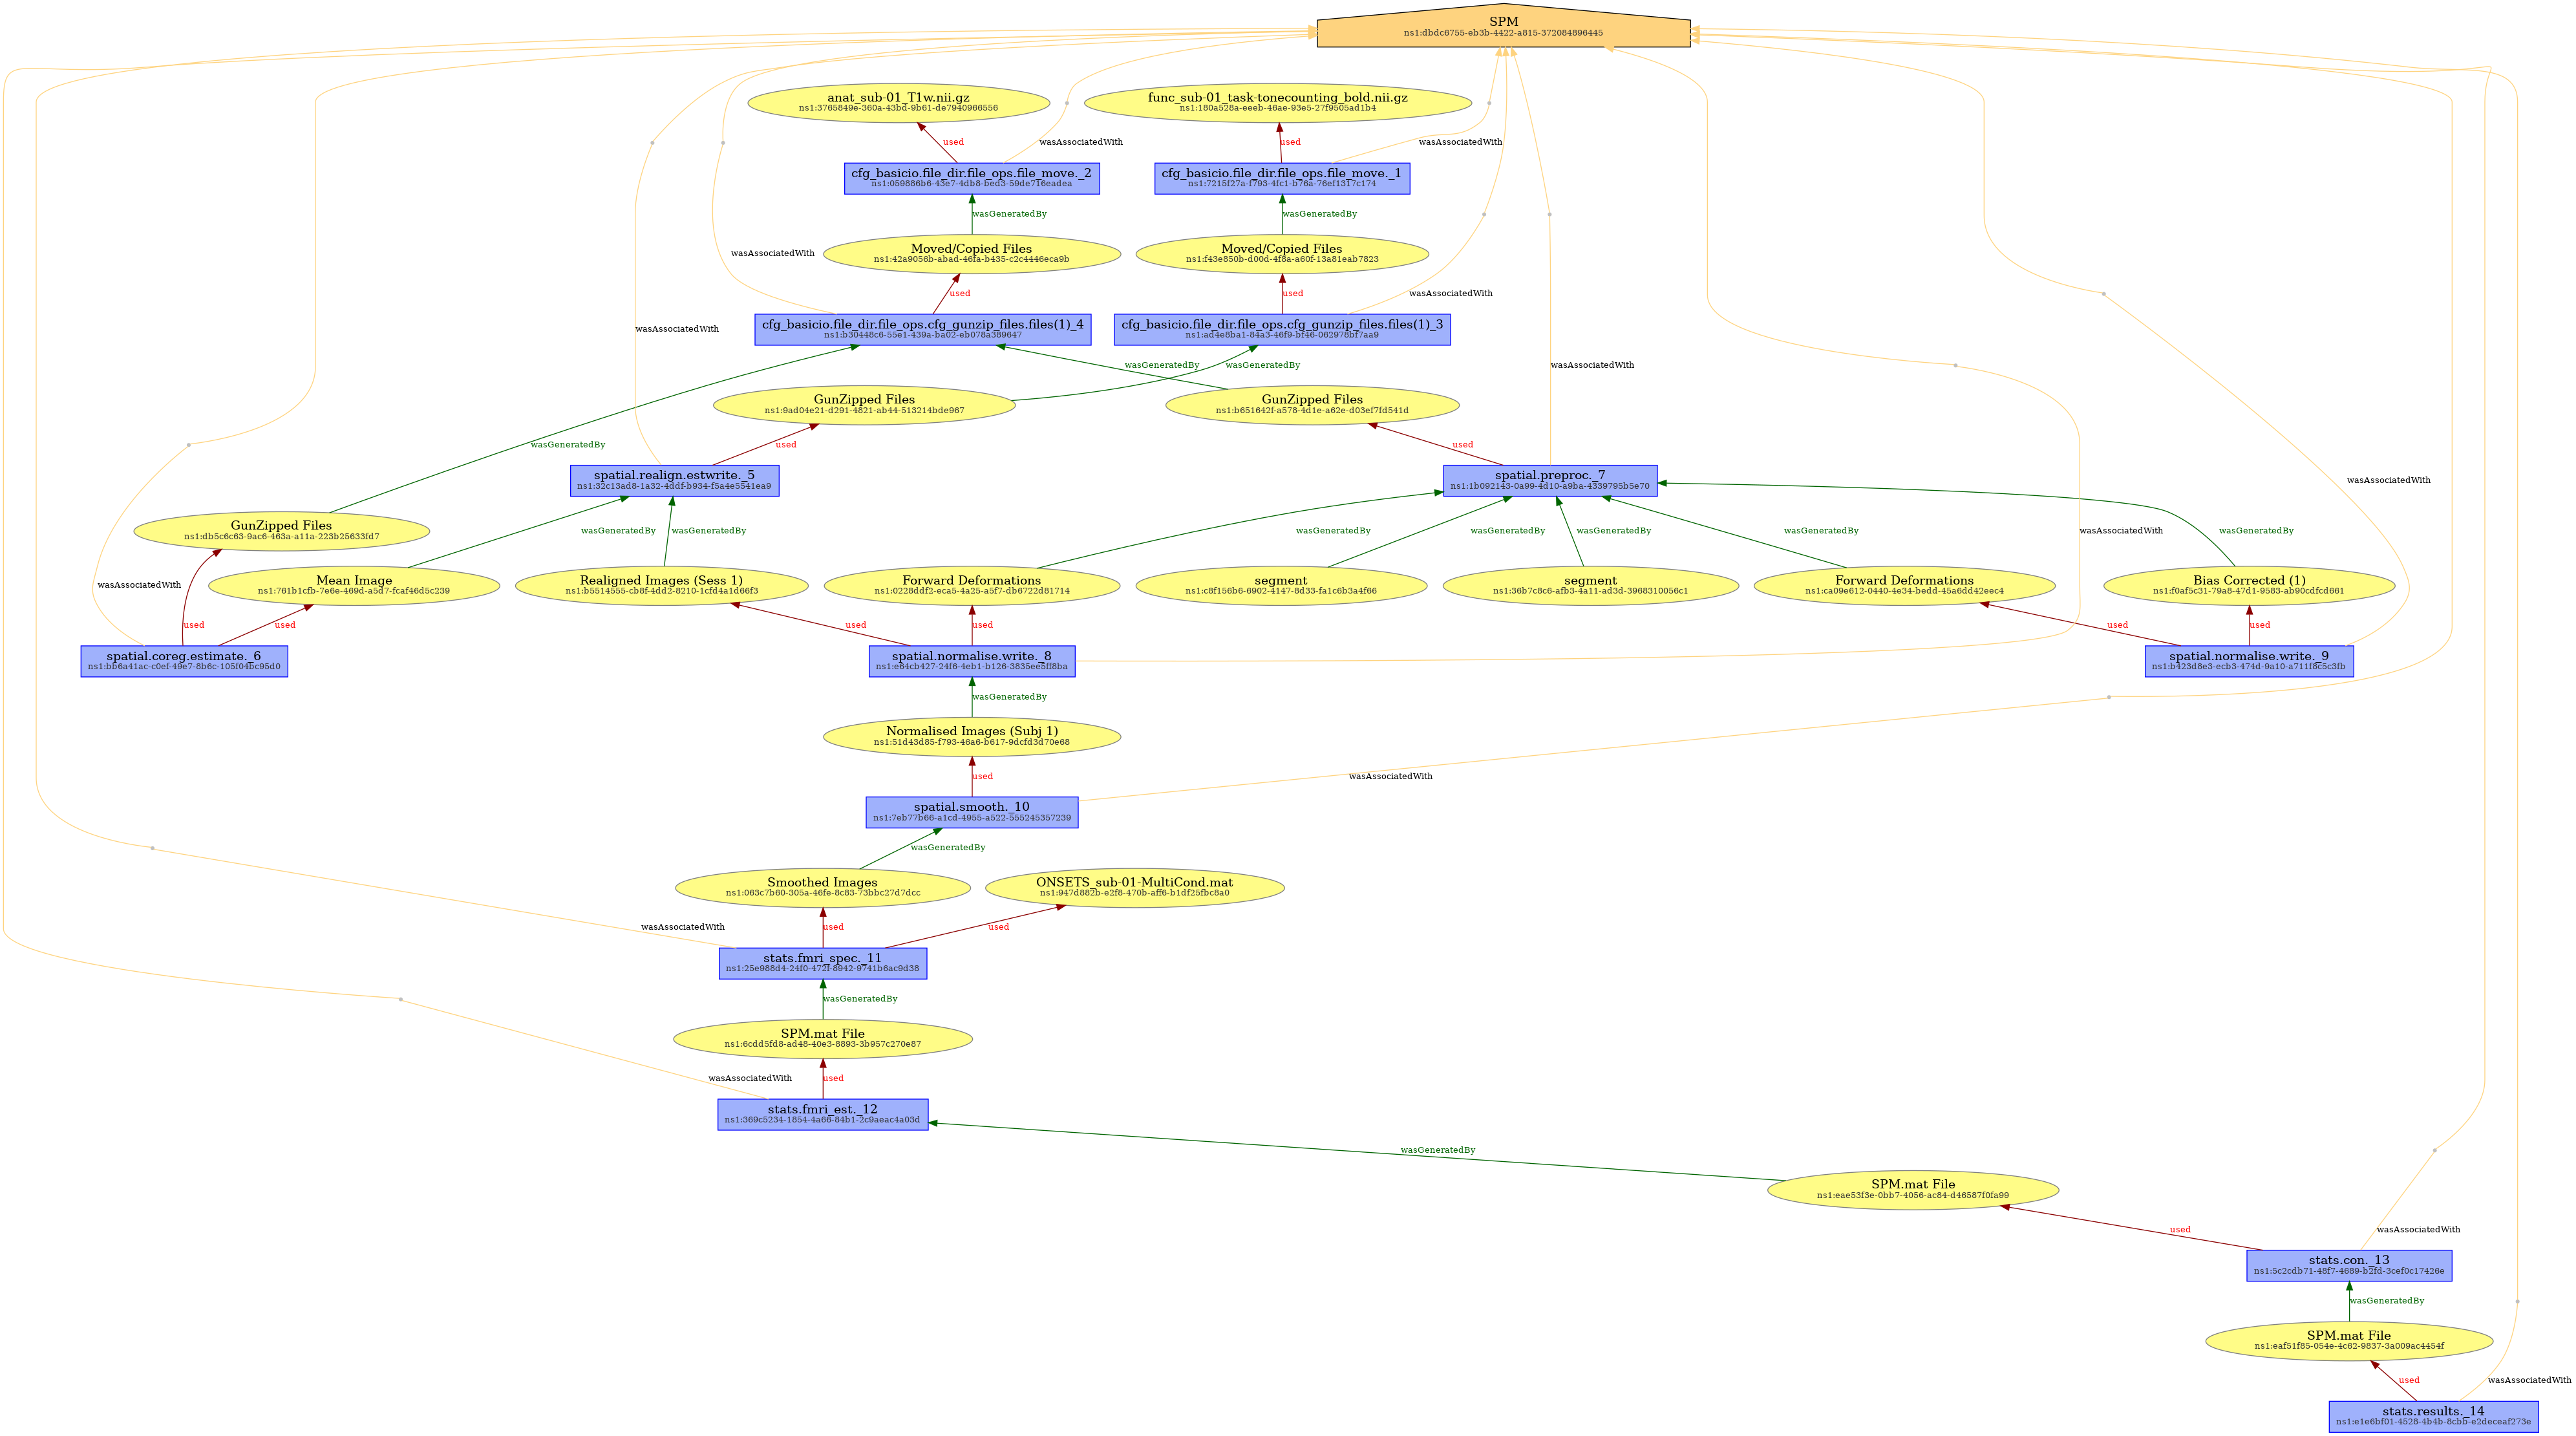 SPM
ns1:dbdc6755-eb3b-4422-a815-372084896445
anat_sub-01_T1w.nii.gz
ns1:3765849e-360a-43bd-9b61-de7940966556
func_sub-01_task-tonecounting_bold.nii.gz
ns1:180a528a-eeeb-46ae-93e5-27f9505ad1b4
used
wasAssociatedWith
used
wasAssociatedWith
cfg_basicio.file_dir.file_ops.file_move._2
ns1:059886b6-43e7-4db8-bed3-59de716eadea
cfg_basicio.file_dir.file_ops.file_move._1
ns1:7215f27a-f793-4fc1-b76a-76ef1317c174
wasGeneratedBy
wasGeneratedBy
wasAssociatedWith
Moved/Copied Files
ns1:42a9056b-abad-46fa-b435-c2c4446eca9b
Moved/Copied Files
ns1:f43e850b-d00d-4f8a-a60f-13a81eab7823
used
used
wasAssociatedWith
wasAssociatedWith
cfg_basicio.file_dir.file_ops.cfg_gunzip_files.files(1)_4
ns1:b30448c6-55e1-439a-ba02-eb078a389647
cfg_basicio.file_dir.file_ops.cfg_gunzip_files.files(1)_3
ns1:ad4e8ba1-84a3-46f9-bf46-062978bf7aa9
wasGeneratedBy
wasGeneratedBy
wasAssociatedWith
GunZipped Files
ns1:9ad04e21-d291-4821-ab44-513214bde967
GunZipped Files
ns1:b651642f-a578-4d1e-a62e-d03ef7fd541d
wasGeneratedBy
used
used
spatial.realign.estwrite._5
ns1:32c13ad8-1a32-4ddf-b934-f5a4e5541ea9
spatial.preproc._7
ns1:1b092143-0a99-4d10-a9ba-4339795b5e70
wasAssociatedWith
GunZipped Files
ns1:db5c6c63-9ac6-463a-a11a-223b25633fd7
wasGeneratedBy
wasGeneratedBy
wasGeneratedBy
wasGeneratedBy
wasGeneratedBy
wasGeneratedBy
wasAssociatedWith
wasGeneratedBy
wasAssociatedWith
Mean Image
ns1:761b1cfb-7e6e-469d-a5d7-fcaf46d5c239
Realigned Images (Sess 1)
ns1:b5514555-cb8f-4dd2-8210-1cfd4a1d66f3
Forward Deformations
ns1:0228ddf2-eca5-4a25-a5f7-db6722d81714
segment
ns1:c8f156b6-6902-4147-8d33-fa1c6b3a4f66
segment
ns1:36b7c8c6-afb3-4a11-ad3d-3968310056c1
Forward Deformations
ns1:ca09e612-0440-4e34-bedd-45a6dd42eec4
Bias Corrected (1)
ns1:f0af5c31-79a8-47d1-9583-ab90cdfcd661
used
used
used
used
used
used
spatial.coreg.estimate._6
ns1:bb6a41ac-c0ef-49e7-8b6c-105f04bc95d0
spatial.normalise.write._8
ns1:e64cb427-24f6-4eb1-b126-3835ee5ff8ba
spatial.normalise.write._9
ns1:b423d8e3-ecb3-474d-9a10-a711f8c5c3fb
wasGeneratedBy
Normalised Images (Subj 1)
ns1:51d43d85-f793-46a6-b617-9dcfd3d70e68
used
wasAssociatedWith
spatial.smooth._10
ns1:7eb77b66-a1cd-4955-a522-555245357239
wasGeneratedBy
Smoothed Images
ns1:063c7b60-305a-46fe-8c83-73bbc27d7dcc
ONSETS_sub-01-MultiCond.mat
ns1:947d882b-e2f8-470b-aff6-b1df25fbc8a0
wasAssociatedWith
used
used
stats.fmri_spec._11
ns1:25e988d4-24f0-472f-8942-9741b6ac9d38
wasGeneratedBy
SPM.mat File
ns1:6cdd5fd8-ad48-40e3-8893-3b957c270e87
wasAssociatedWith
used
stats.fmri_est._12
ns1:369c5234-1854-4a66-84b1-2c9aeac4a03d
wasGeneratedBy
SPM.mat File
ns1:eae53f3e-0bb7-4056-ac84-d46587f0fa99
used
wasAssociatedWith
stats.con._13
ns1:5c2cdb71-48f7-4689-b2fd-3cef0c17426e
wasGeneratedBy
SPM.mat File
ns1:eaf51f85-054e-4c62-9837-3a009ac4454f
used
wasAssociatedWith
stats.results._14
ns1:e1e6bf01-4528-4b4b-8cbb-e2deceaf273e